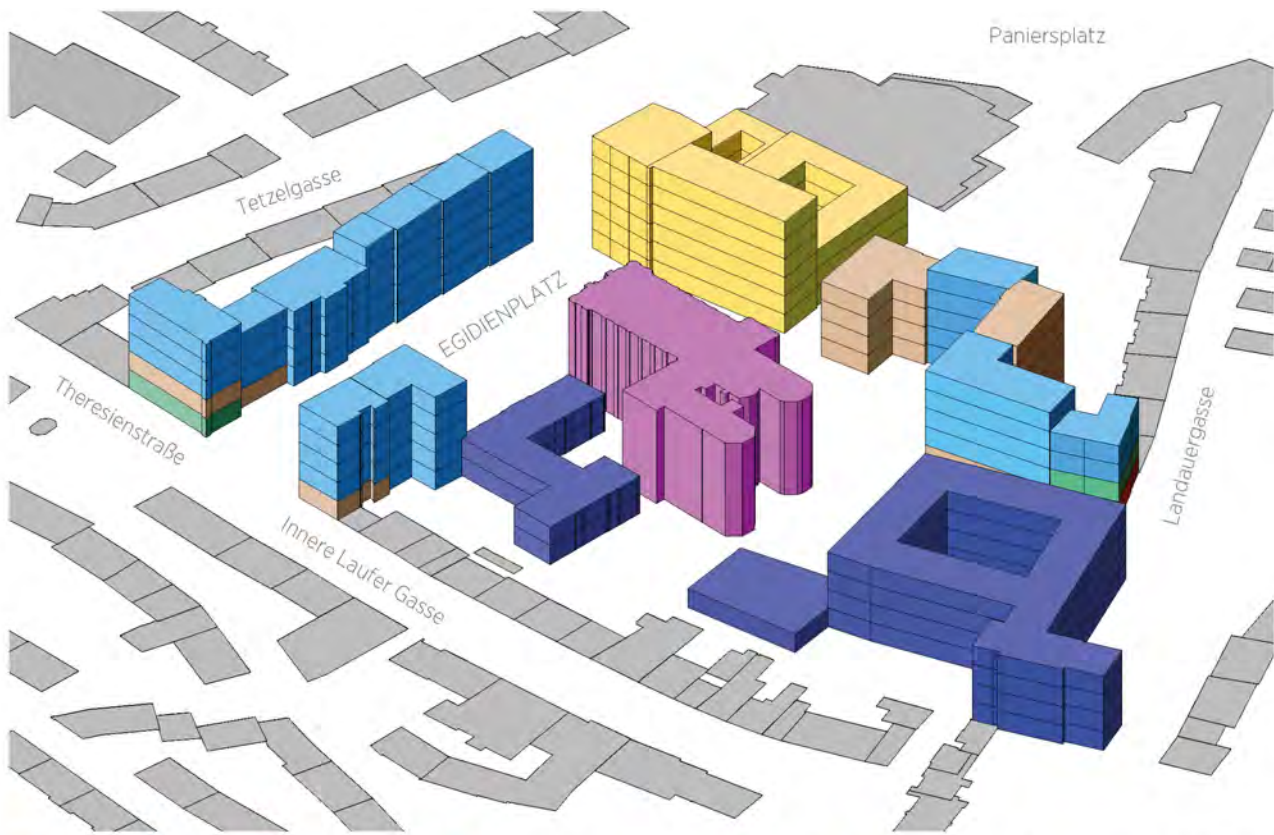 Paniersplatz
Tetzelgasse
EGIDIENPLATZ
Theresienstraße
Landauergasse
Innere Laufer Gasse